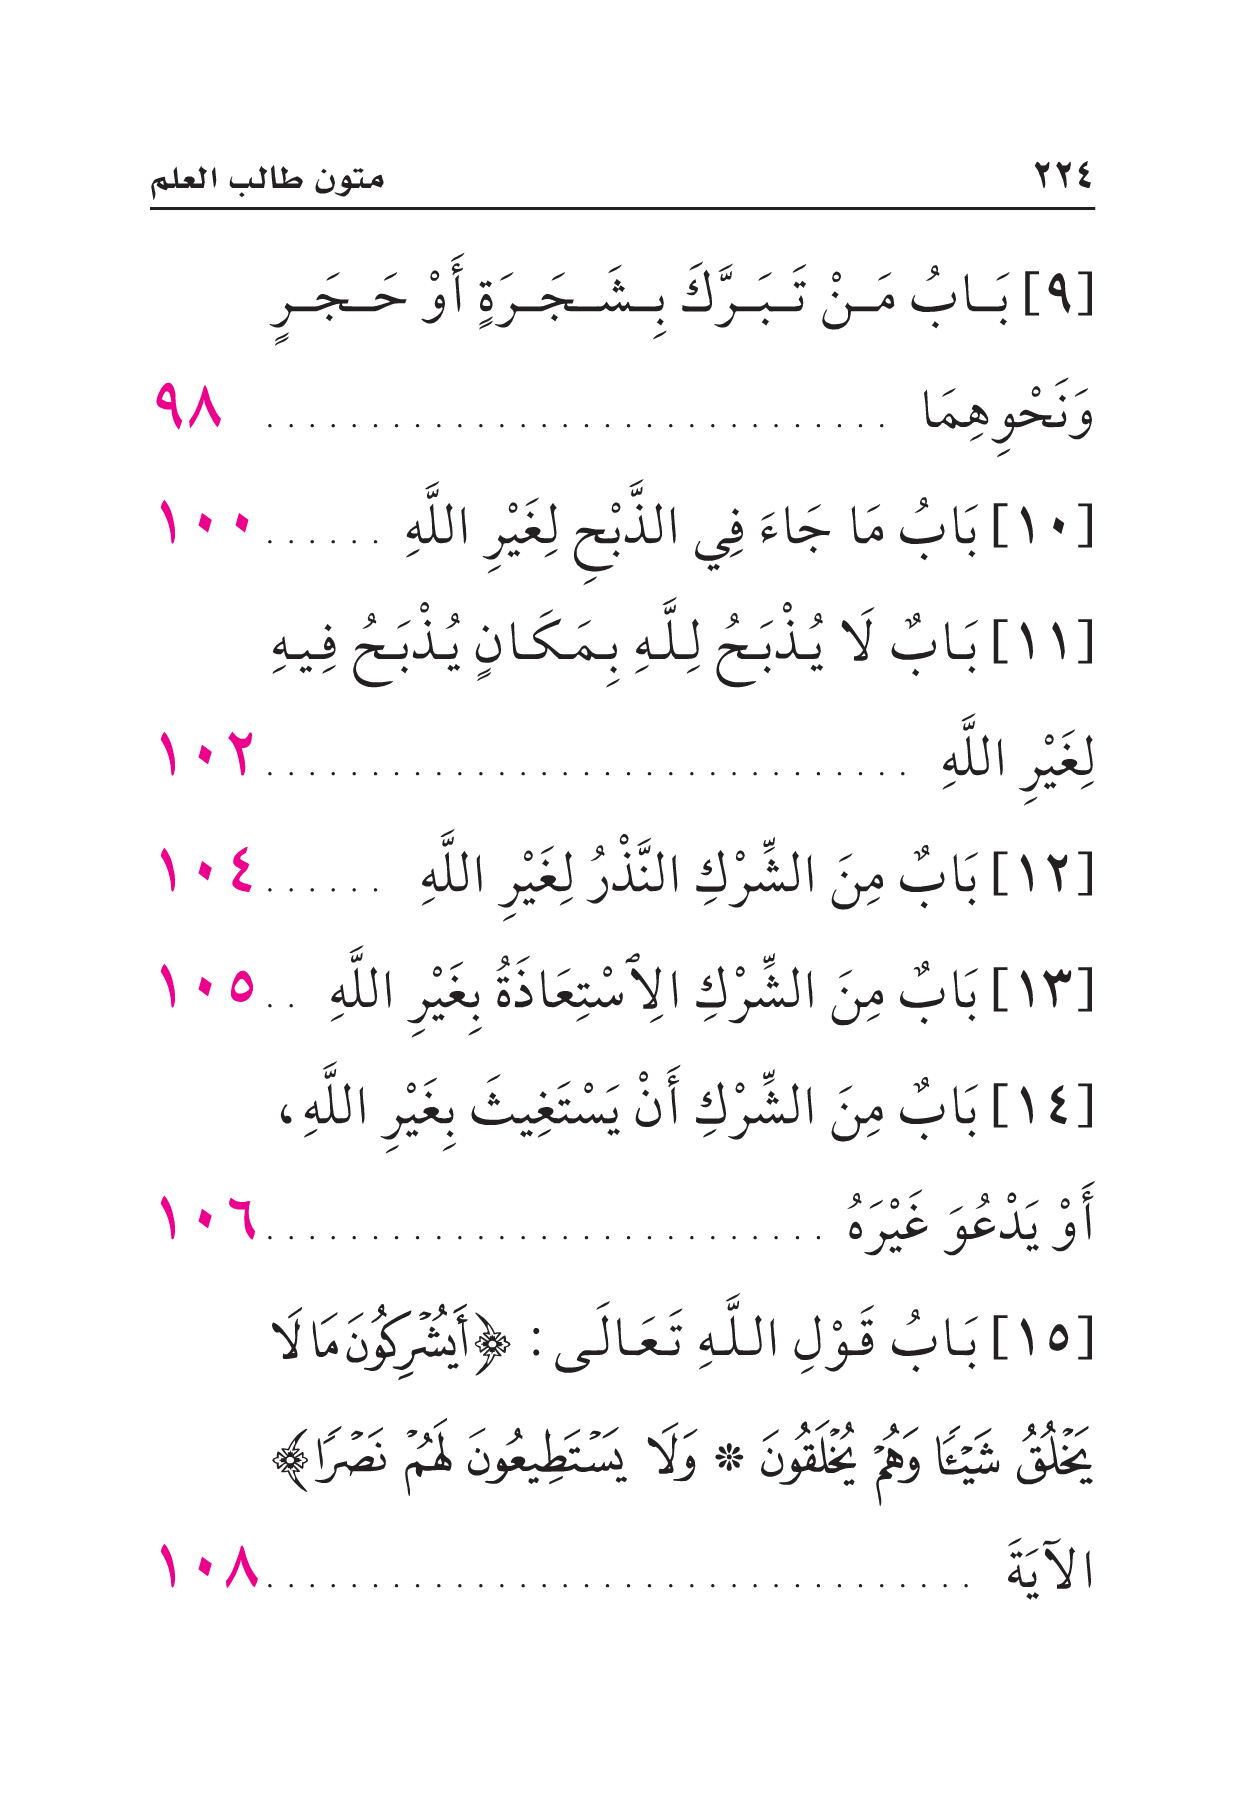 ٢٢٤ متون طالب العلم
[٩] بَابُ مَنْ تَبَرَّكَ بِشَجَرَةٍ أَوْ حَجَرٍ
وَنَحْوِهِمَا . . . . . . . . . . . . . . . . . . . . . . . . . . . . . . ٩٨
[١٠] بَابُ مَا جَاءَ فِي الذَّبْحِ لِغَيْرِ اللَّهِ . . . . . . ١٠٠
[١١] بَابٌ لَا يُذْبَحُ لِلَّهِ بِمَكَانٍ يُذْبَحُ فِيهِ
لِغَيْرِ اللَّهِ . . . . . . . . . . . . . . . . . . . . . . . . . . . . . . . ١٠٢
[١٢] بَابٌ مِنَ الشِّرْكِ النَّذْرُ لِغَيْرِ اللَّهِ . . . . . . ١٠٤
[١٣] بَابٌ مِنَ الشِّرْكِ الِٱسْتِعَاذَةُ بِغَيْرِ اللَّهِ . . ١٠٥
[١٤] بَابٌ مِنَ الشِّرْكِ أَنْ يَسْتَغِيثَ بِغَيْرِ اللَّهِ،
أَوْ يَدْعُوَ غَيْرَهُ . . . . . . . . . . . . . . . . . . . . . . . . . . . ١٠٦
[١٥] بَابُ قَوْلِ اللَّهِ تَعَالَى: ﴿أَيُشْرِكُونَ مَا لَا
يَخْلُقُ شَيْـًٔا وَهُمْ يُخْلَقُونَ * وَلَا يَسْتَطِيعُونَ لَهُمْ نَصْرًا﴾
الآيَةَ . . . . . . . . . . . . . . . . . . . . . . . . . . . . . . . . . . ١٠٨